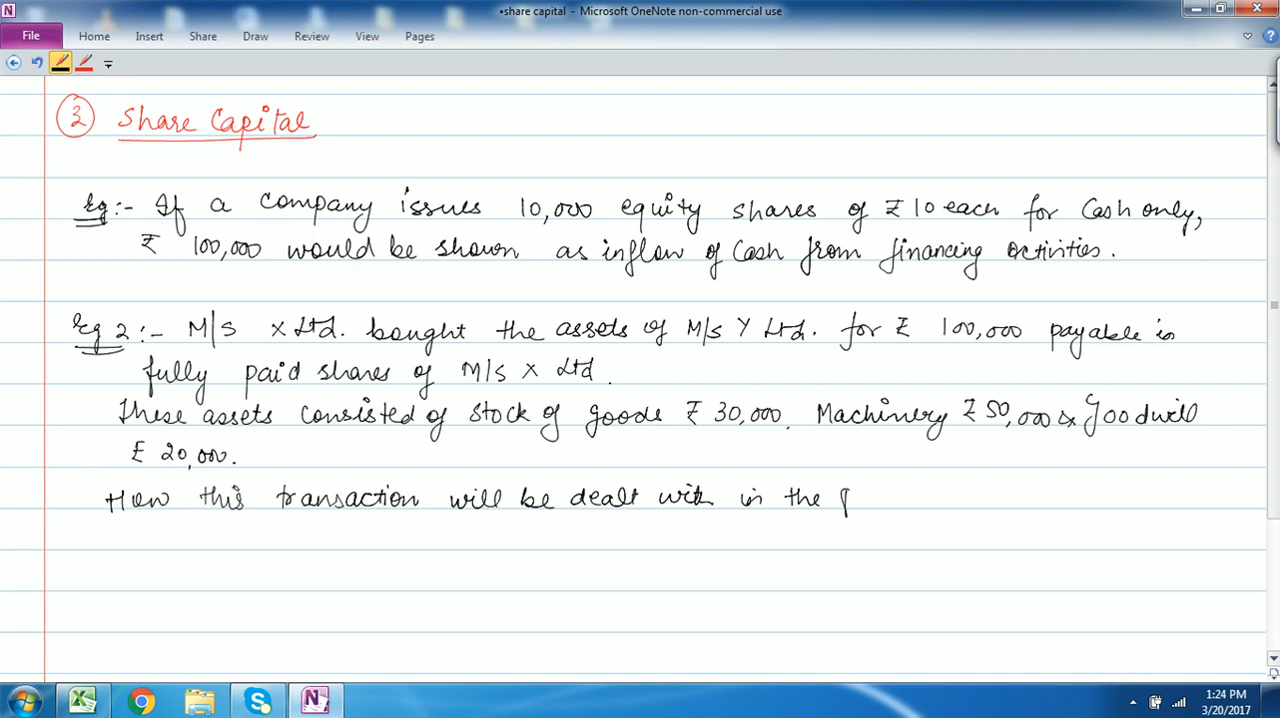 •share capital - Microsoft OneNote non-commercial use
File Home Insert Share Draw Review View Pages
③ Share Capital
Eg:- If a company issues 10,000 equity shares of ₹ 10 each for Cash only,
₹ 100,000 would be shown as inflow of Cash from financing activities.
Eg 2:- M/S X Ltd. bought the assets of M/s Y Ltd. for ₹ 100,000 payable in
fully paid shares of M/S X Ltd.
These assets consisted of stock of goods ₹ 30,000. Machinery ₹ 50,000 & Goodwill
₹ 20,000.
How this transaction will be dealt with in the
1:24 PM
3/20/2017